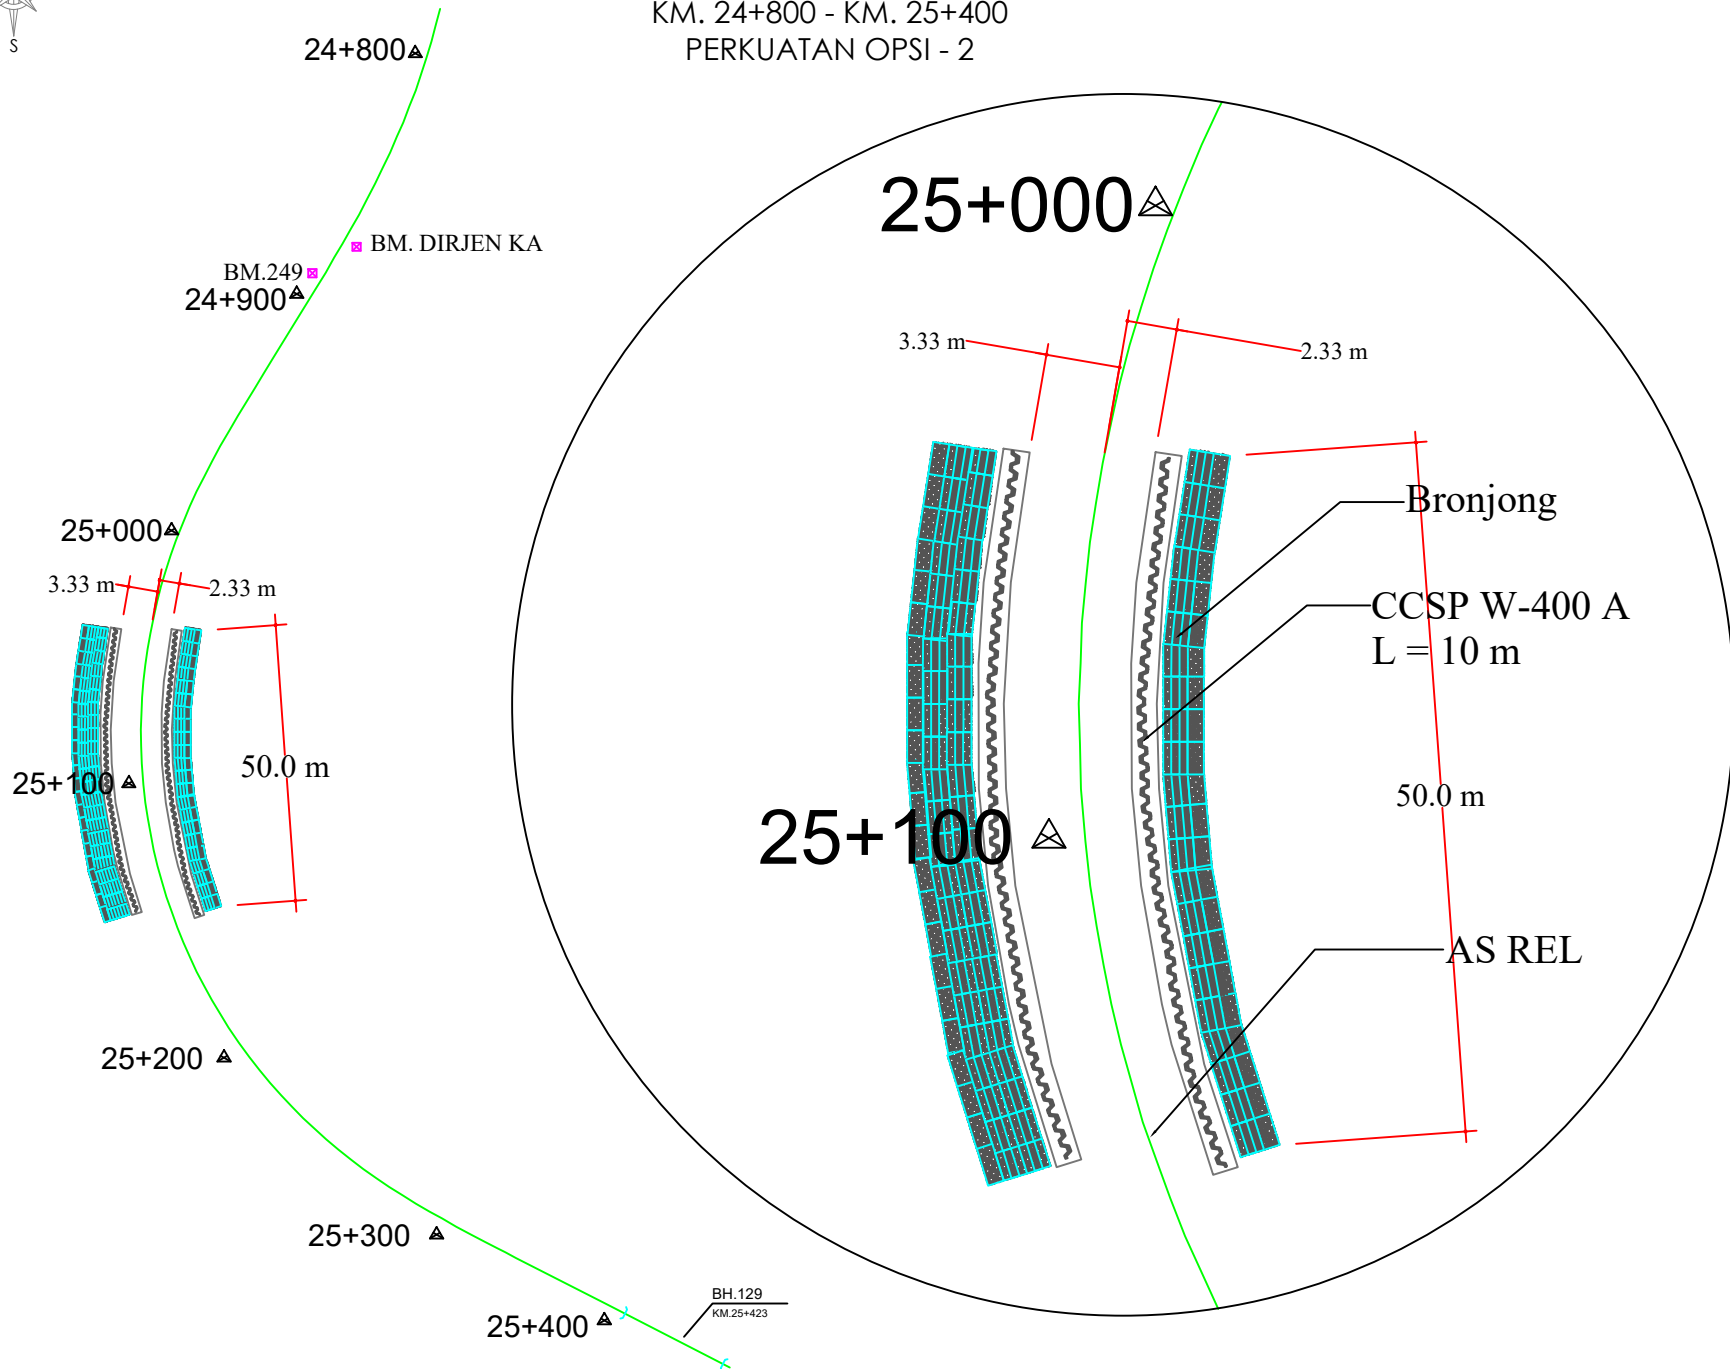 S
KM. 24+800 - KM. 25+400
PERKUATAN OPSI - 2
24+800
BM. DIRJEN KA
BM.249
24+900
25+000
3.33 m
2.33 m
50.0 m
25+100
25+200
25+300
25+400
BH.129
KM.25+423
25+000
3.33 m
2.33 m
Bronjong
CCSP W-400 A
L = 10 m
50.0 m
25+100
AS REL